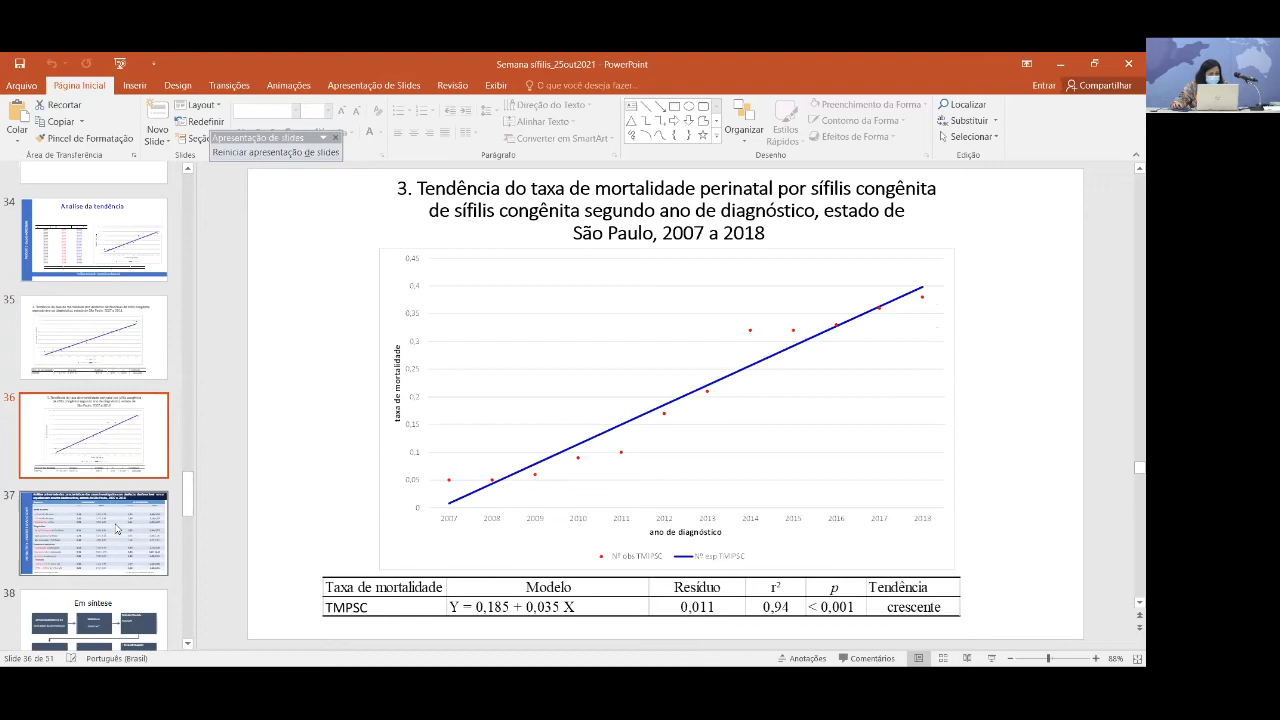 Semana sífilis_25out2021 - PowerPoint
Arquivo
Página Inicial
Inserir
Design
Transições
Animações
Apresentação de Slides
Revisão
Exibir
O que você deseja fazer...
Entrar
Compartilhar
Colar
Recortar
Copiar
Pincel de Formatação
Área de Transferência
Novo
Slide
Layout
Redefinir
Seção
Slides
Apresentação de slides
Reiniciar apresentação de slides
Direção do Texto
Alinhar Texto
Converter em SmartArt
Parágrafo
Organizar
Estilos
Rápidos
Preenchimento da Forma
Contorno da Forma
Efeitos de Forma
Desenho
Localizar
Substituir
Selecionar
Edição
34
Análise da tendência
35
36
37
38
Em síntese
3. Tendência do taxa de mortalidade perinatal por sífilis congênita
de sífilis congênita segundo ano de diagnóstico, estado de
São Paulo, 2007 a 2018
0,45
0,4
0,35
0,3
0,25
0,2
0,15
0,1
0,05
0
taxa de mortalidade
2007 2008 2009 2010 2011 2012 2013 2014 2015 2016 2017 2018
ano de diagnóstico
Nº obs TMIPSC
Nº esp TMIPSC
Taxa de mortalidade Modelo Resíduo r² p Tendência
TMPSC Y = 0,185 + 0,035 X 0,011 0,94 < 0,001 crescente
Slide 36 de 51
Português (Brasil)
Anotações
Comentários
88%